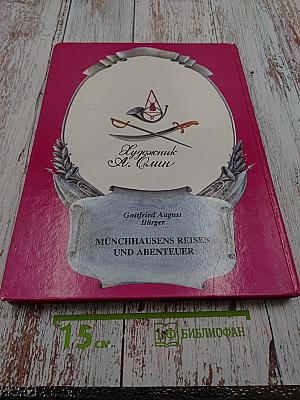 Художник
А. Олин
Gottfried August
Bürger
MÜNCHHAUSENS REISEN
UND ABENTEUER
15 см
БИБЛИОФАН